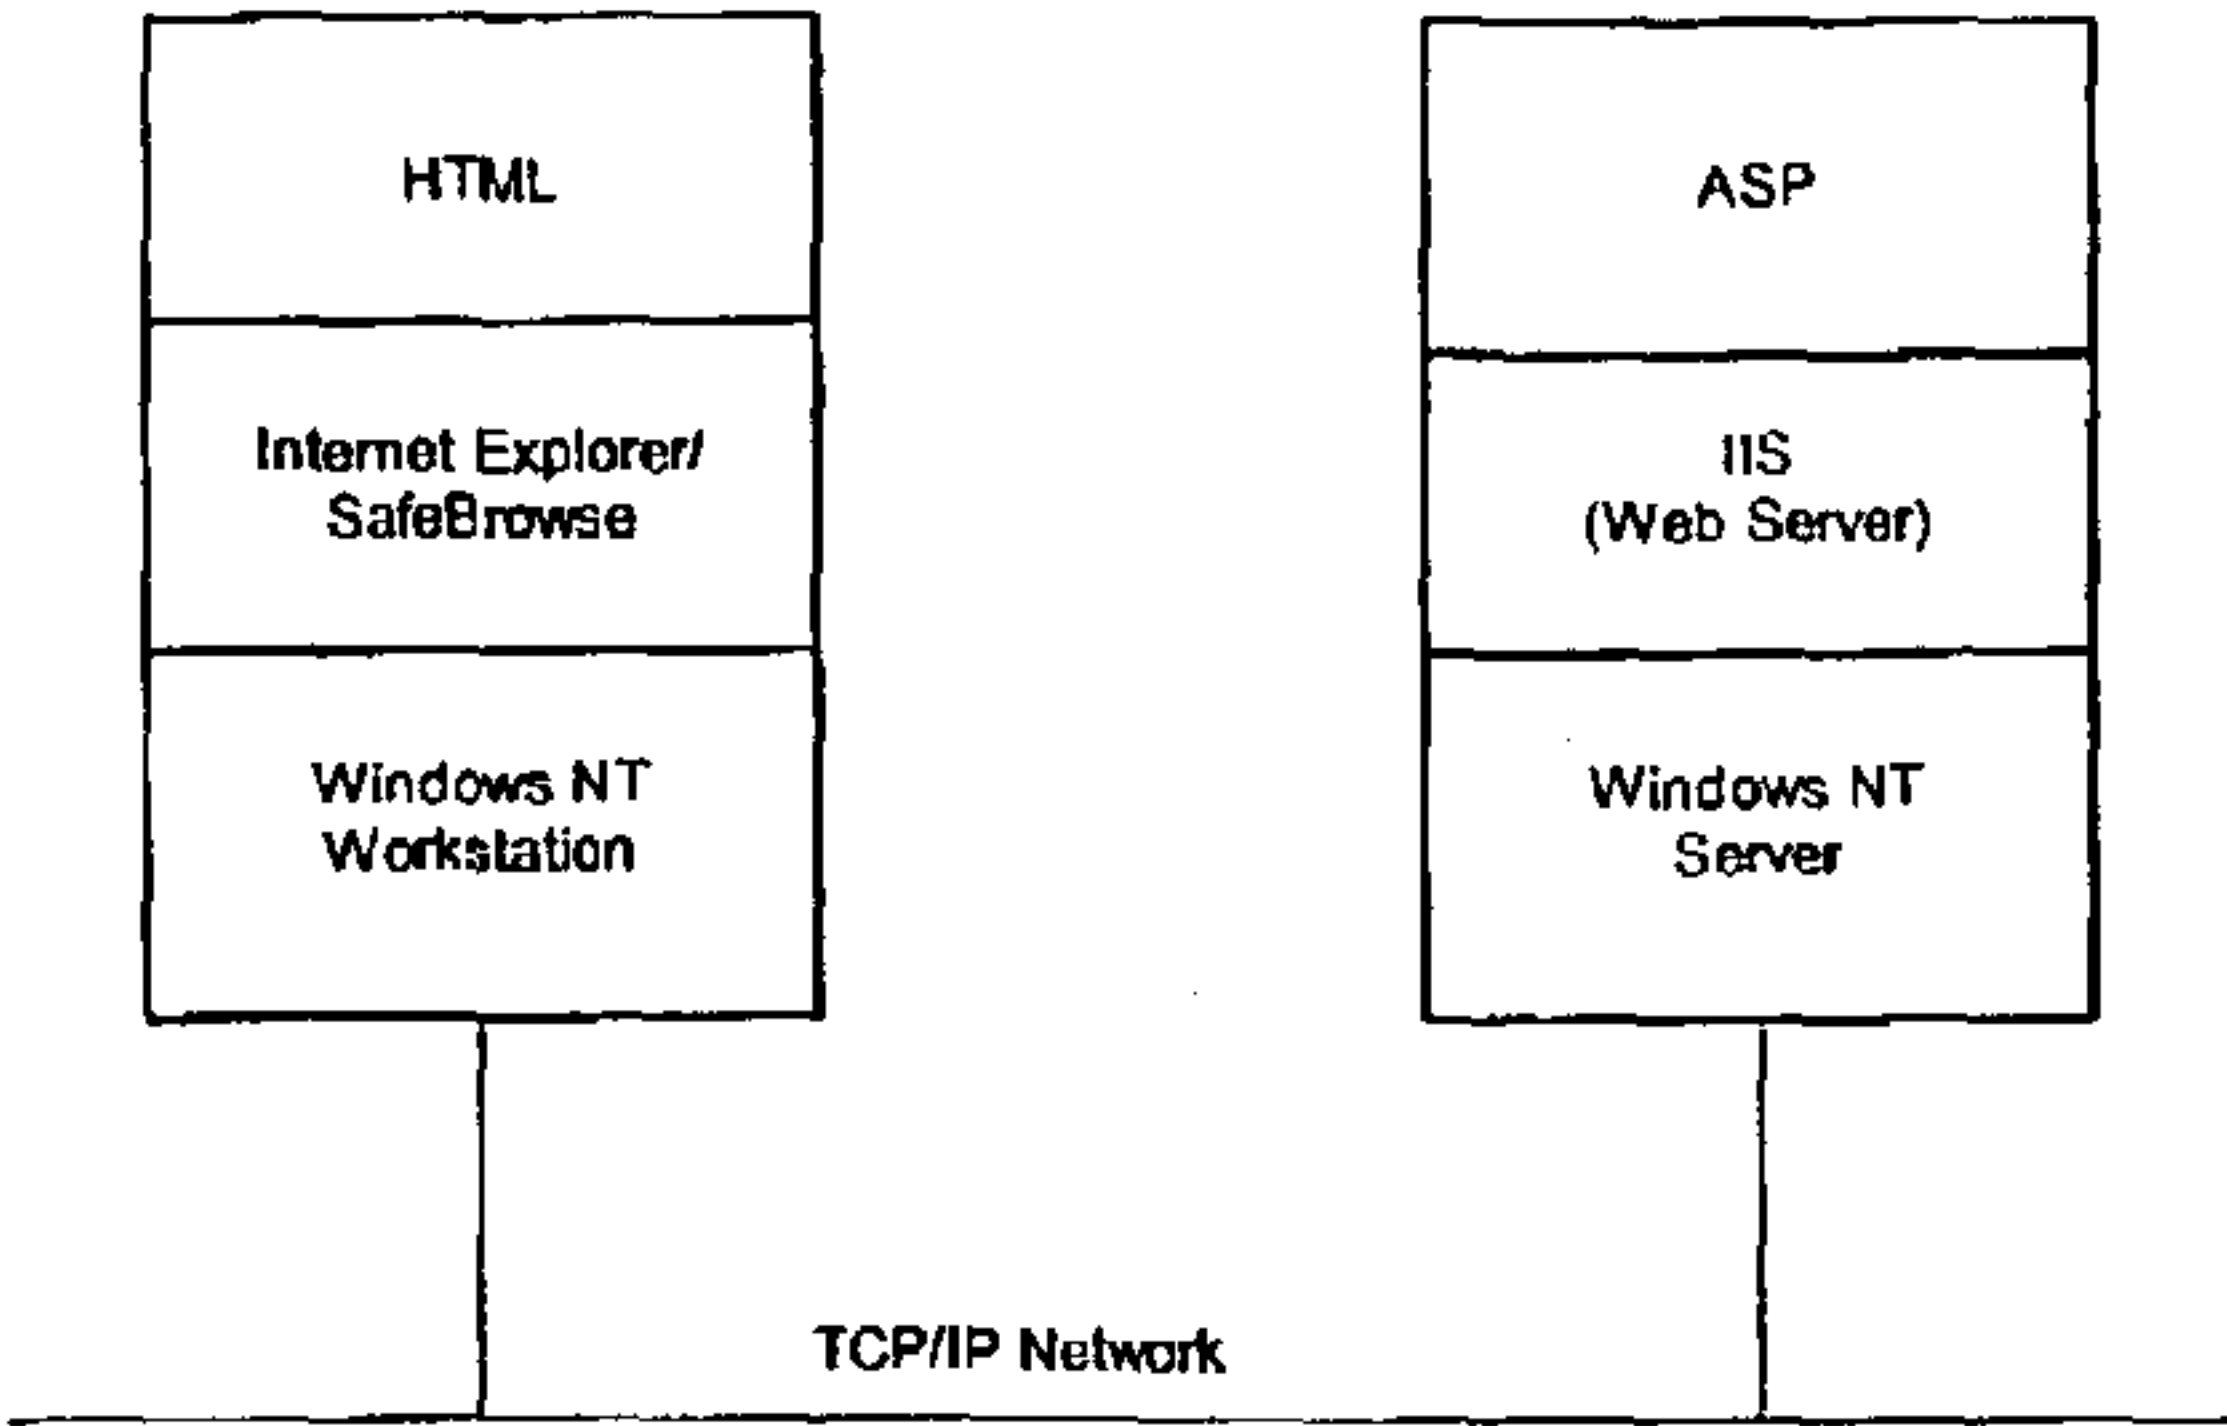 HTML
Internet Explorer/
SafeBrowse
Windows NT
Workstation
ASP
IIS
(Web Server)
Windows NT
Server
TCP/IP Network